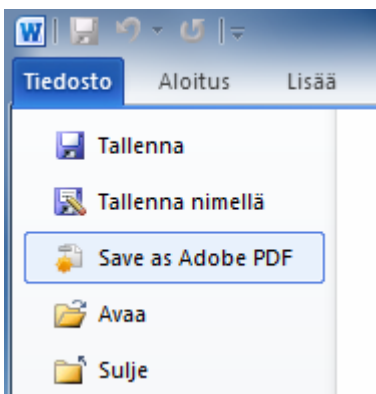 W
Tiedosto Aloitus Lisää
Tallenna
Tallenna nimellä
Save as Adobe PDF
Avaa
Sulje